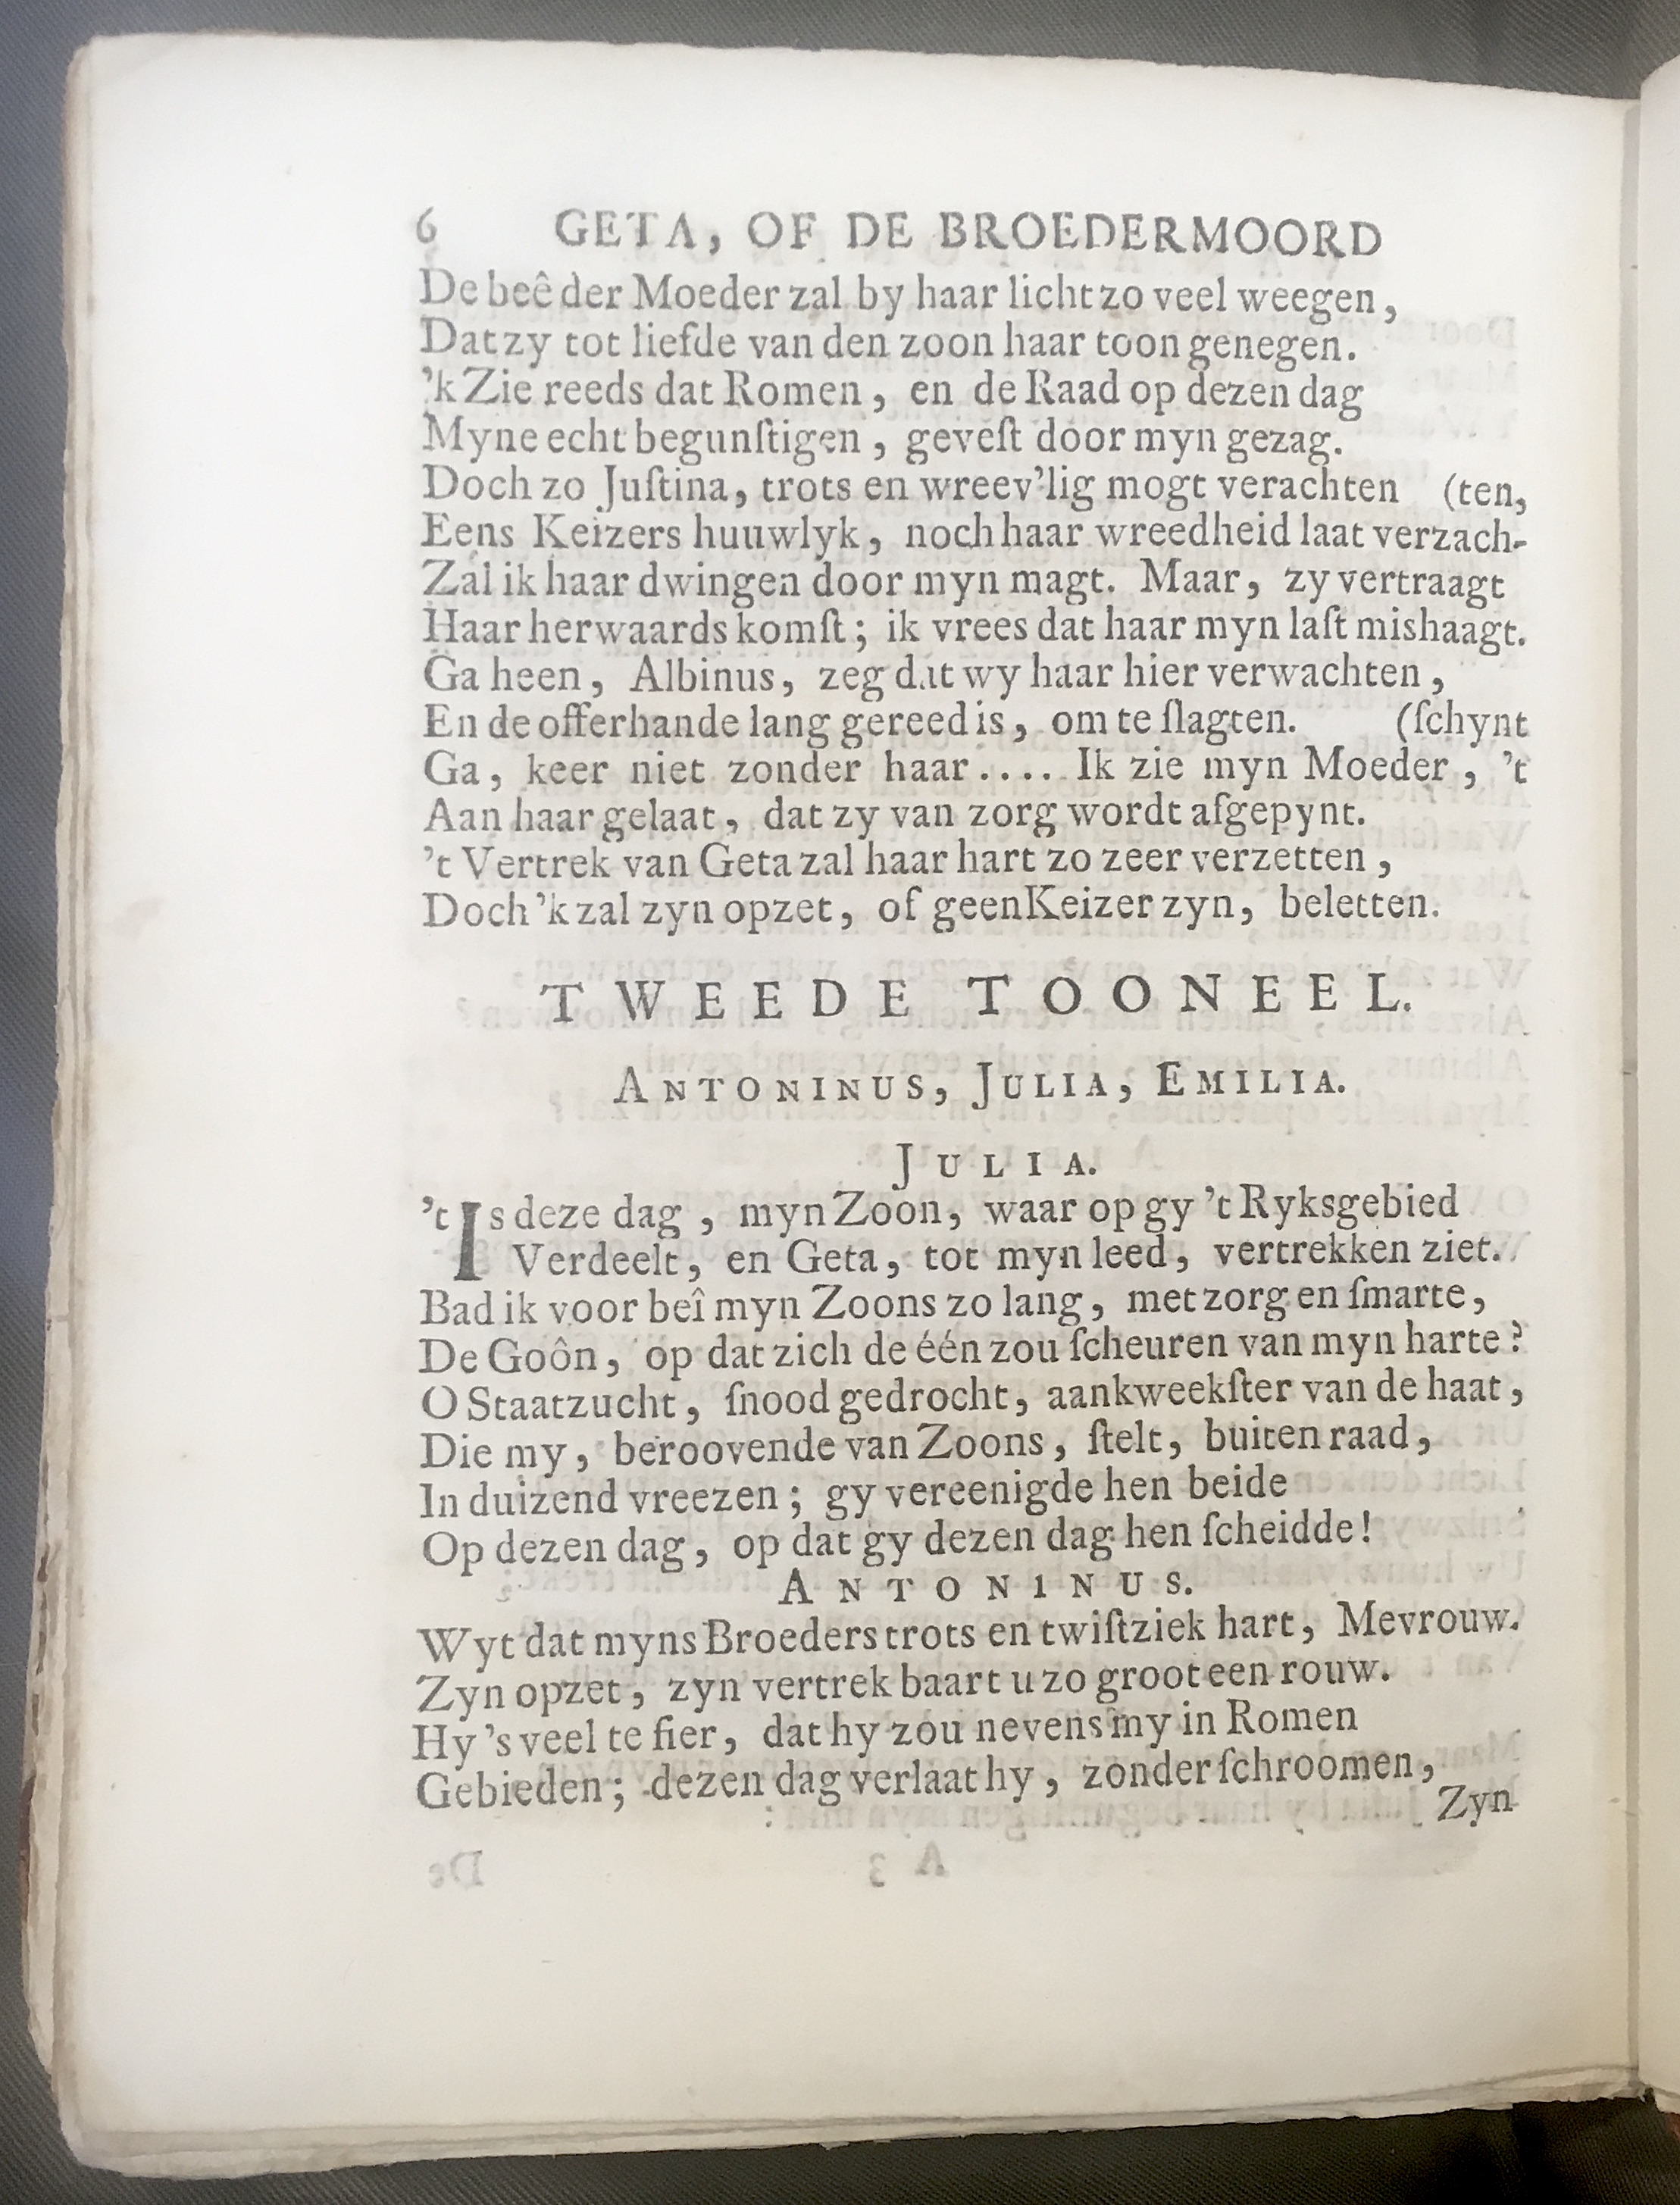 6 GETA, OF DE BROEDERMOORD
De beê der Moeder zal by haar licht zo veel weegen,
Dat zy tot liefde van den zoon haar toon genegen.
’k Zie reeds dat Romen, en de Raad op dezen dag
Myne echt begunſtigen, geveſt door myn gezag.
Doch zo Juſtina, trots en wreev’lig mogt verachten (ten,
Eens Keizers huuwlyk, noch haar wreedheid laat verzach-
Zal ik haar dwingen door myn magt. Maar, zy vertraagt
Haar herwaards komſt; ik vrees dat haar myn laſt mishaagt.
Ga heen, Albinus, zeg dat wy haar hier verwachten,
En de offerhande lang gereed is, om te ſlagten. (ſchynt
Ga, keer niet zonder haar.... Ik zie myn Moeder, ’t
Aan haar gelaat, dat zy van zorg wordt afgepynt.
’t Vertrek van Geta zal haar hart zo zeer verzetten,
Doch ’k zal zyn opzet, of geen Keizer zyn, beletten.
TWEEDE TOONEEL.
ANTONINUS, JULIA, EMILIA.
JULIA.
’t Is deze dag, myn Zoon, waar op gy ’t Ryksgebied
Verdeelt, en Geta, tot myn leed, vertrekken ziet.
Bad ik voor beî myn Zoons zo lang, met zorg en ſmarte,
De Goôn, op dat zich de één zou ſcheuren van myn harte?
O Staatzucht, ſnood gedrocht, aankweekſter van de haat,
Die my, beroovende van Zoons, ſtelt, buiten raad,
In duizend vreezen; gy vereenigde hen beide
Op dezen dag, op dat gy dezen dag hen ſcheidde!
ANTONINUS.
Wyt dat myns Broeders trots en twiſtziek hart, Mevrouw.
Zyn opzet, zyn vertrek baart u zo groot een rouw.
Hy ’s veel te fier, dat hy zou nevens my in Romen
Gebieden; dezen dag verlaat hy, zonder ſchroomen,
Zyn